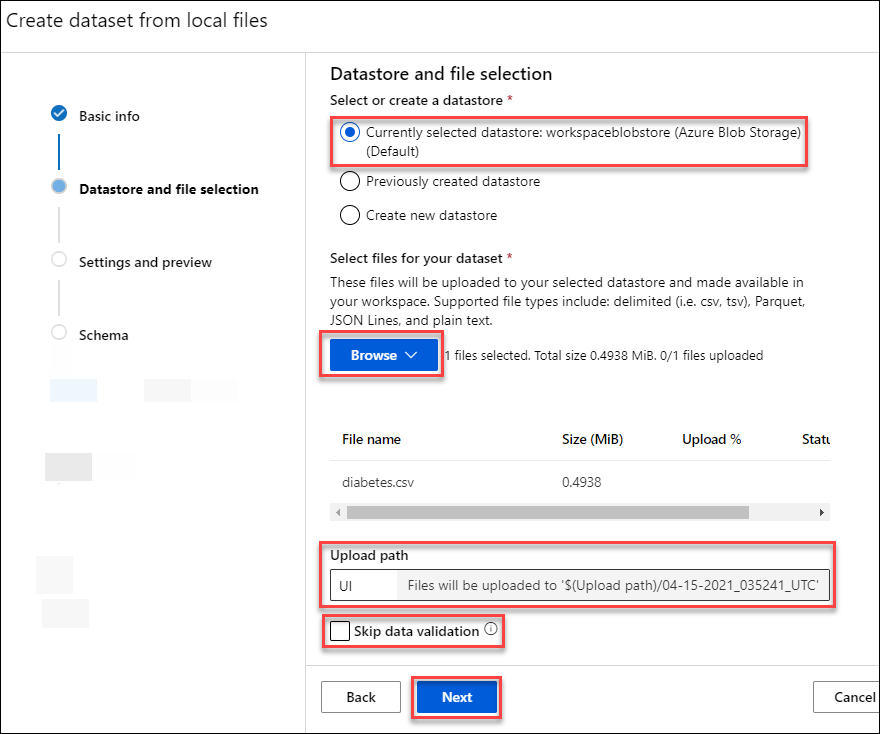 Create dataset from local files
Basic info
Datastore and file selection
Settings and preview
Schema
Datastore and file selection
Select or create a datastore *
Currently selected datastore: workspaceblobstore (Azure Blob Storage)
(Default)
Previously created datastore
Create new datastore
Select files for your dataset *
These files will be uploaded to your selected datastore and made available in
your workspace. Supported file types include: delimited (i.e. csv, tsv), Parquet,
JSON Lines, and plain text.
Browse 1 files selected. Total size 0.4938 MiB. 0/1 files uploaded
File name Size (MiB) Upload % Statu
diabetes.csv 0.4938
Upload path
UI Files will be uploaded to '$(Upload path)/04-15-2021_035241_UTC'
Skip data validation
Back Next Cancel